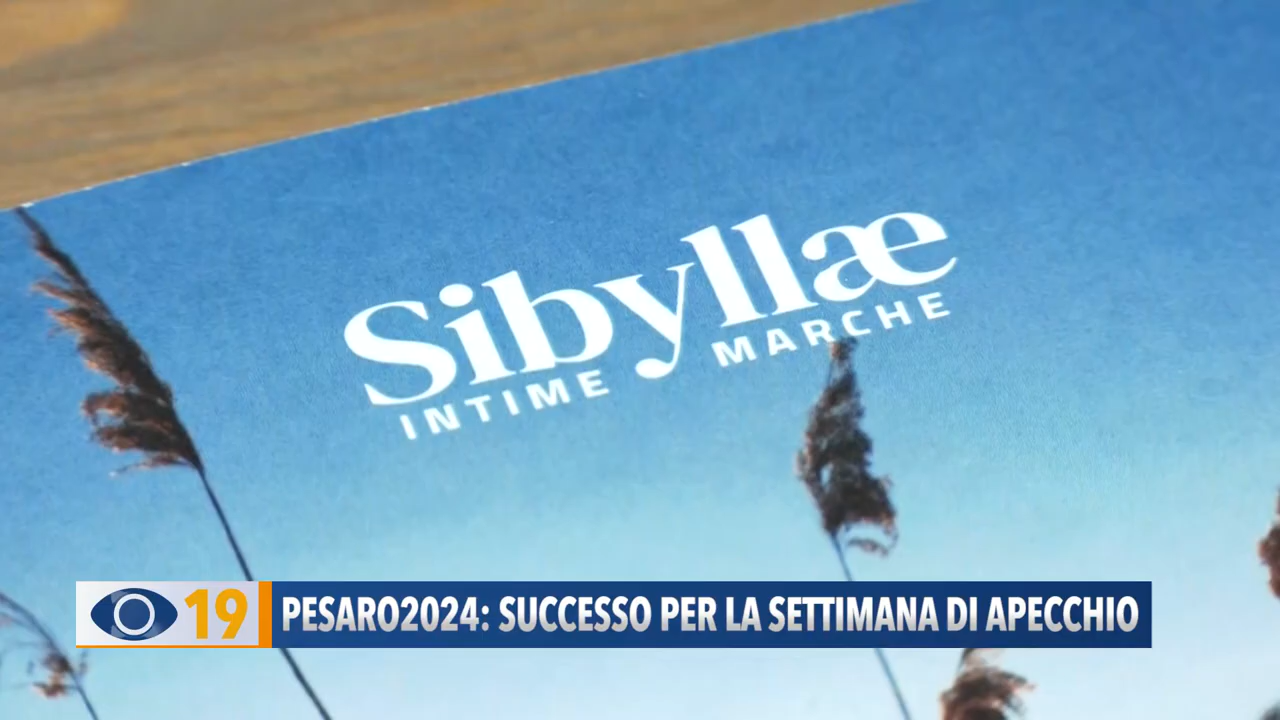 Sibyllæ
INTIME MARCHE
19 PESARO2024: SUCCESSO PER LA SETTIMANA DI APECCHIO